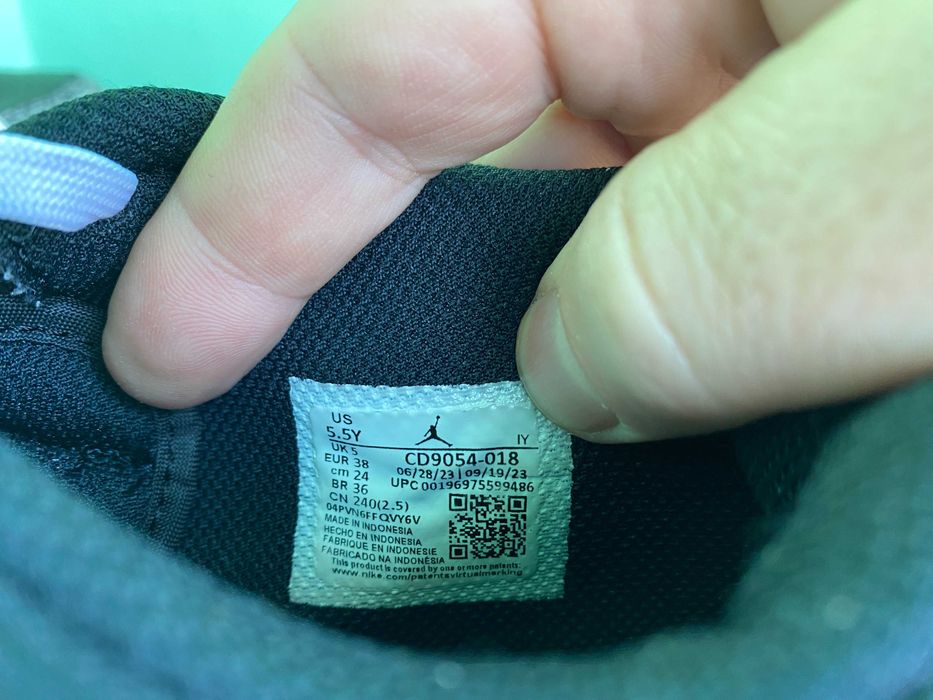 US
5.5Y
IY
UK 5
EUR 38
cm 24
BR 36
CN 240(2.5)
CD9054-018
06/28/23 | 09/19/23
UPC 00196975599486
04PVN6FFQVY6V
MADE IN INDONESIA
HECHO EN INDONESIA
FABRIQUE EN INDONESIE
FABRICADO NA INDONÉSIA
This product is covered by one or more patents:
www.nike.com/patentsvirtualmarking